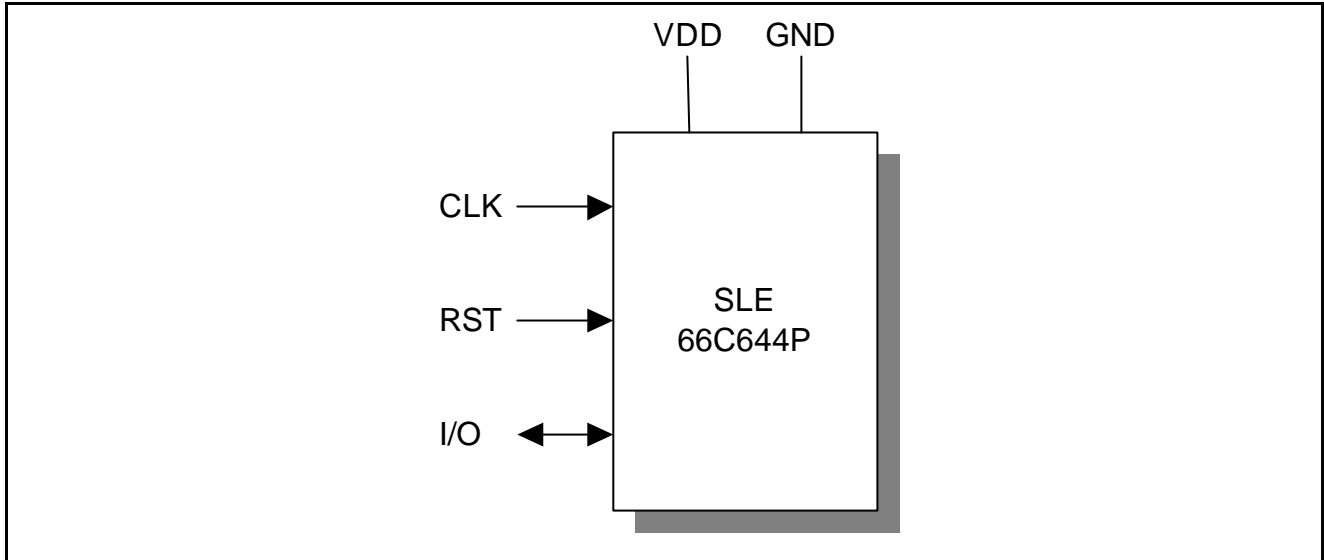 VDD GND
CLK
RST
I/O
SLE
66C644P